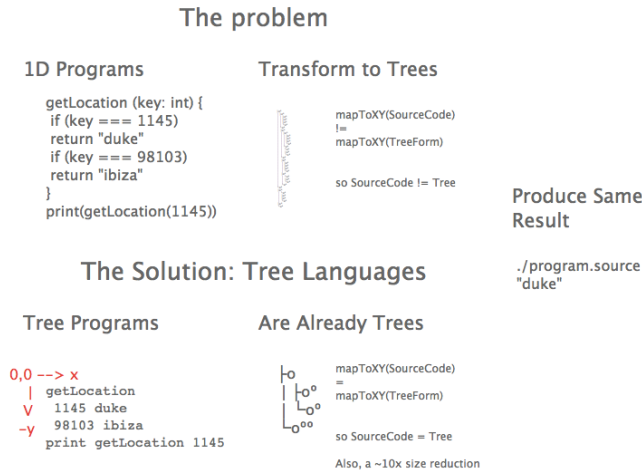 The problem
1D Programs
getLocation (key: int) {
if (key === 1145)
return "duke"
if (key === 98103)
return "ibiza"
}
print(getLocation(1145))
Transform to Trees
mapToXY(SourceCode)
!=
mapToXY(TreeForm)
so SourceCode != Tree
Produce Same
Result
./program.source
"duke"
The Solution: Tree Languages
Tree Programs
0,0 --> x
| getLocation
V 1145 duke
-y 98103 ibiza
print getLocation 1145
Are Already Trees
mapToXY(SourceCode)
=
mapToXY(TreeForm)
so SourceCode = Tree
Also, a ~10x size reduction